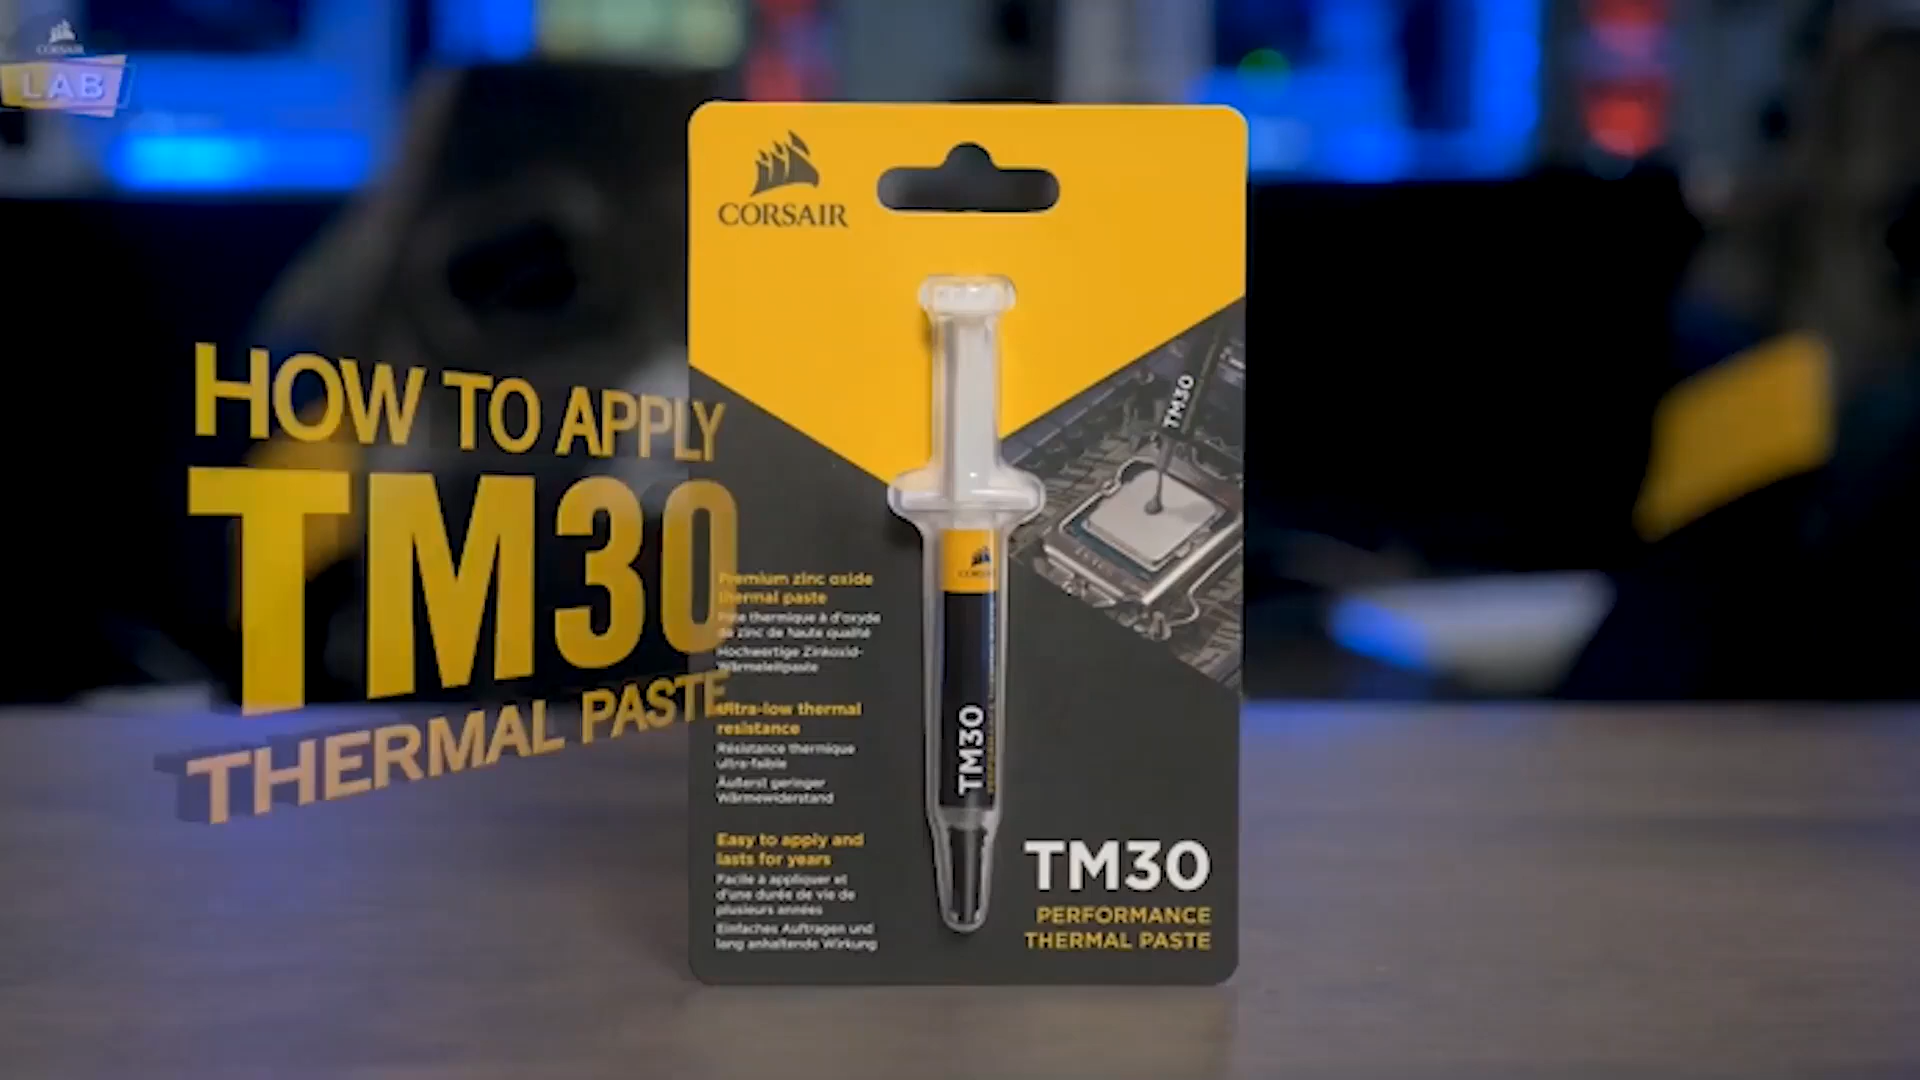 CORSAIR
LAB
HOW TO APPLY
TM30
THERMAL PASTE
CORSAIR
TM30
Premium zinc oxide
thermal paste
Pâte thermique à d'oxyde
de zinc de haute qualité
Hochwertige Zinkoxid-
Wärmeleitpaste
Ultra-low thermal
resistance
Résistance thermique
ultra-faible
Äußerst geringer
Wärmewiderstand
Easy to apply and
lasts for years
Facile à appliquer et
d'une durée de vie de
plusieurs années
Einfaches Auftragen und
lang anhaltende Wirkung
TM30
TM30
PERFORMANCE
THERMAL PASTE